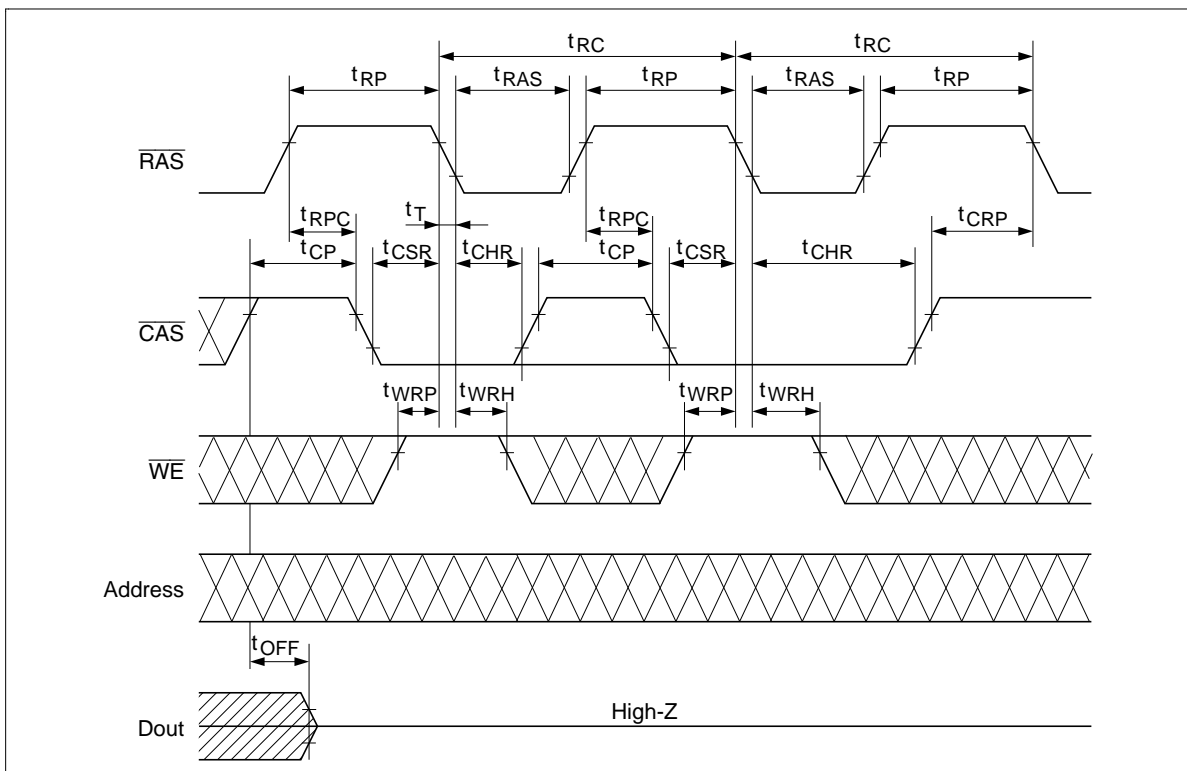 tRC tRC
tRP tRAS tRP tRAS tRP
RAS
tT tRPC tRPC tCRP
tCP tCSR tCHR tCP tCSR tCHR
CAS
tWRP tWRH tWRP tWRH
WE
Address
tOFF
High-Z
Dout